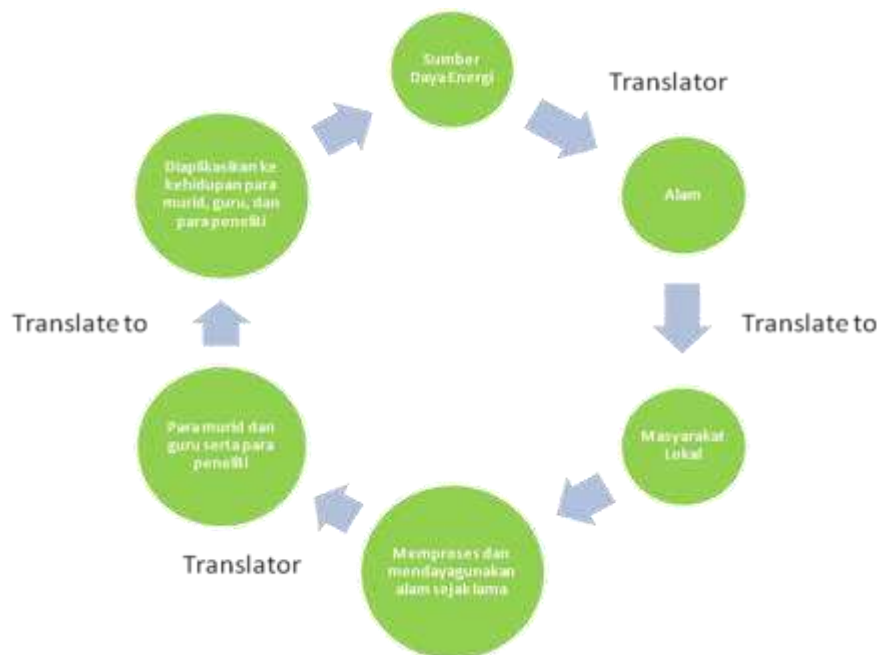 Sumber
Daya Energi
Translator
Alam
Translate to
Masyarakat
Lokal
Memproses dan
mendayagunakan
alam sejak lama
Translator
Para murid dan
guru serta para
peneliti
Translate to
Diaplikasikan ke
kehidupan para
murid, guru, dan
para peneliti